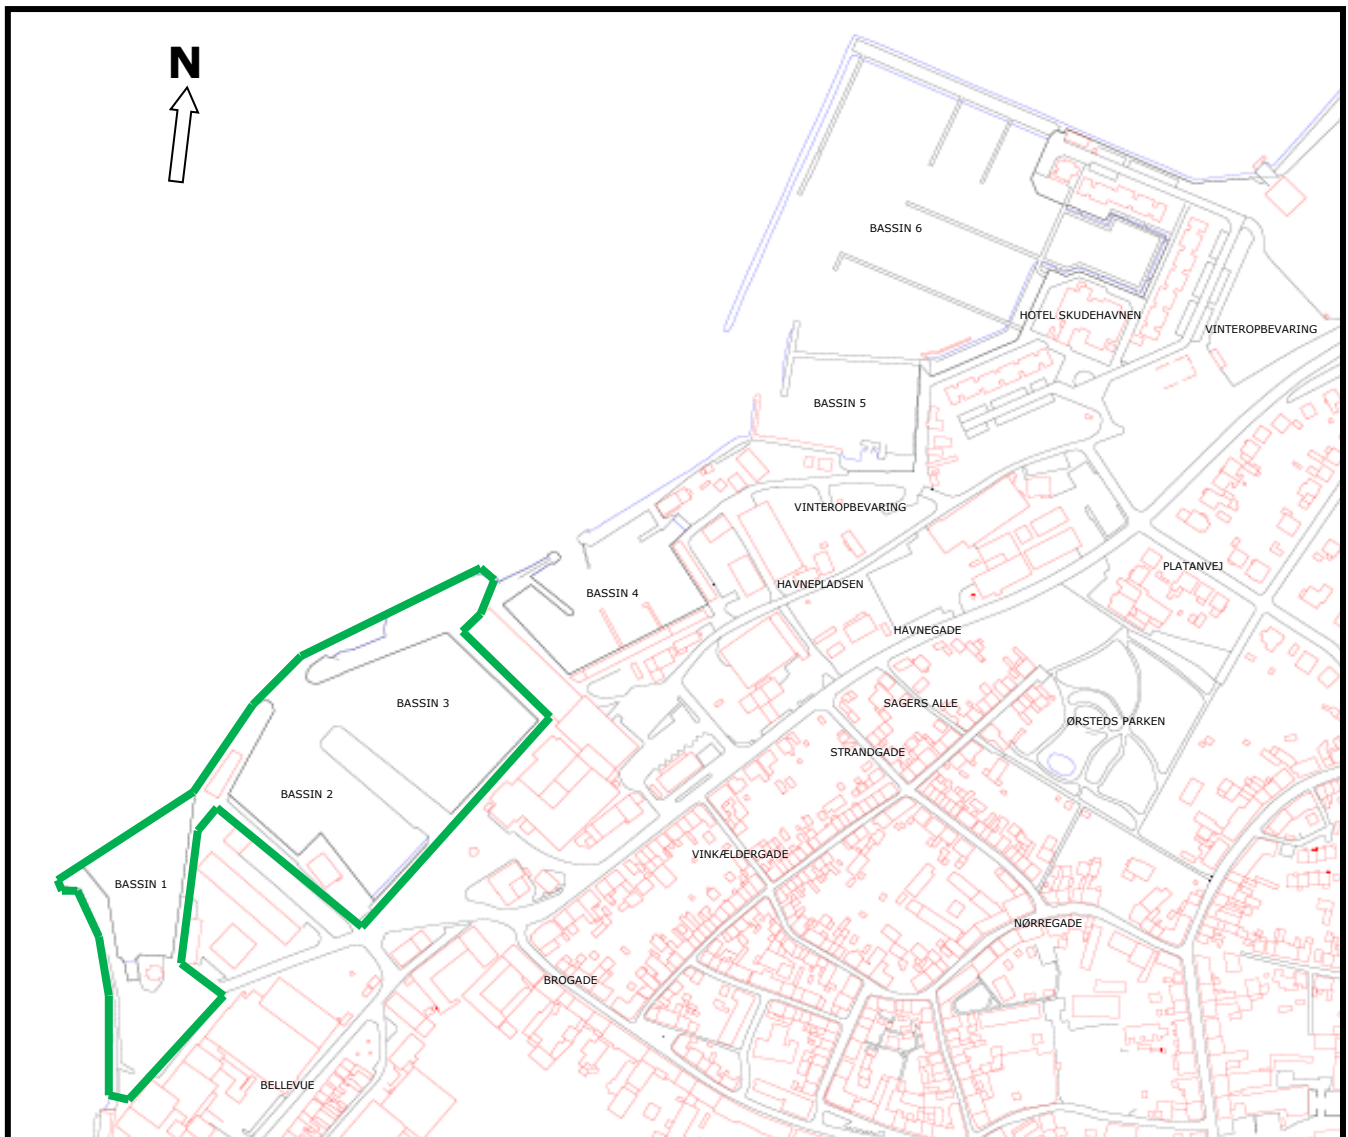 N
BASSIN 6
HOTEL SKUDEHAVNEN
VINTEROPBEVARING
BASSIN 5
VINTEROPBEVARING
PLATANVEJ
HAVNEPLADSEN
BASSIN 4
HAVNEGADE
BASSIN 3
SAGERS ALLE
ØRSTEDS PARKEN
STRANDGADE
BASSIN 2
VINKÆLDERGADE
BASSIN 1
NØRREGADE
BROGADE
BELLEVUE